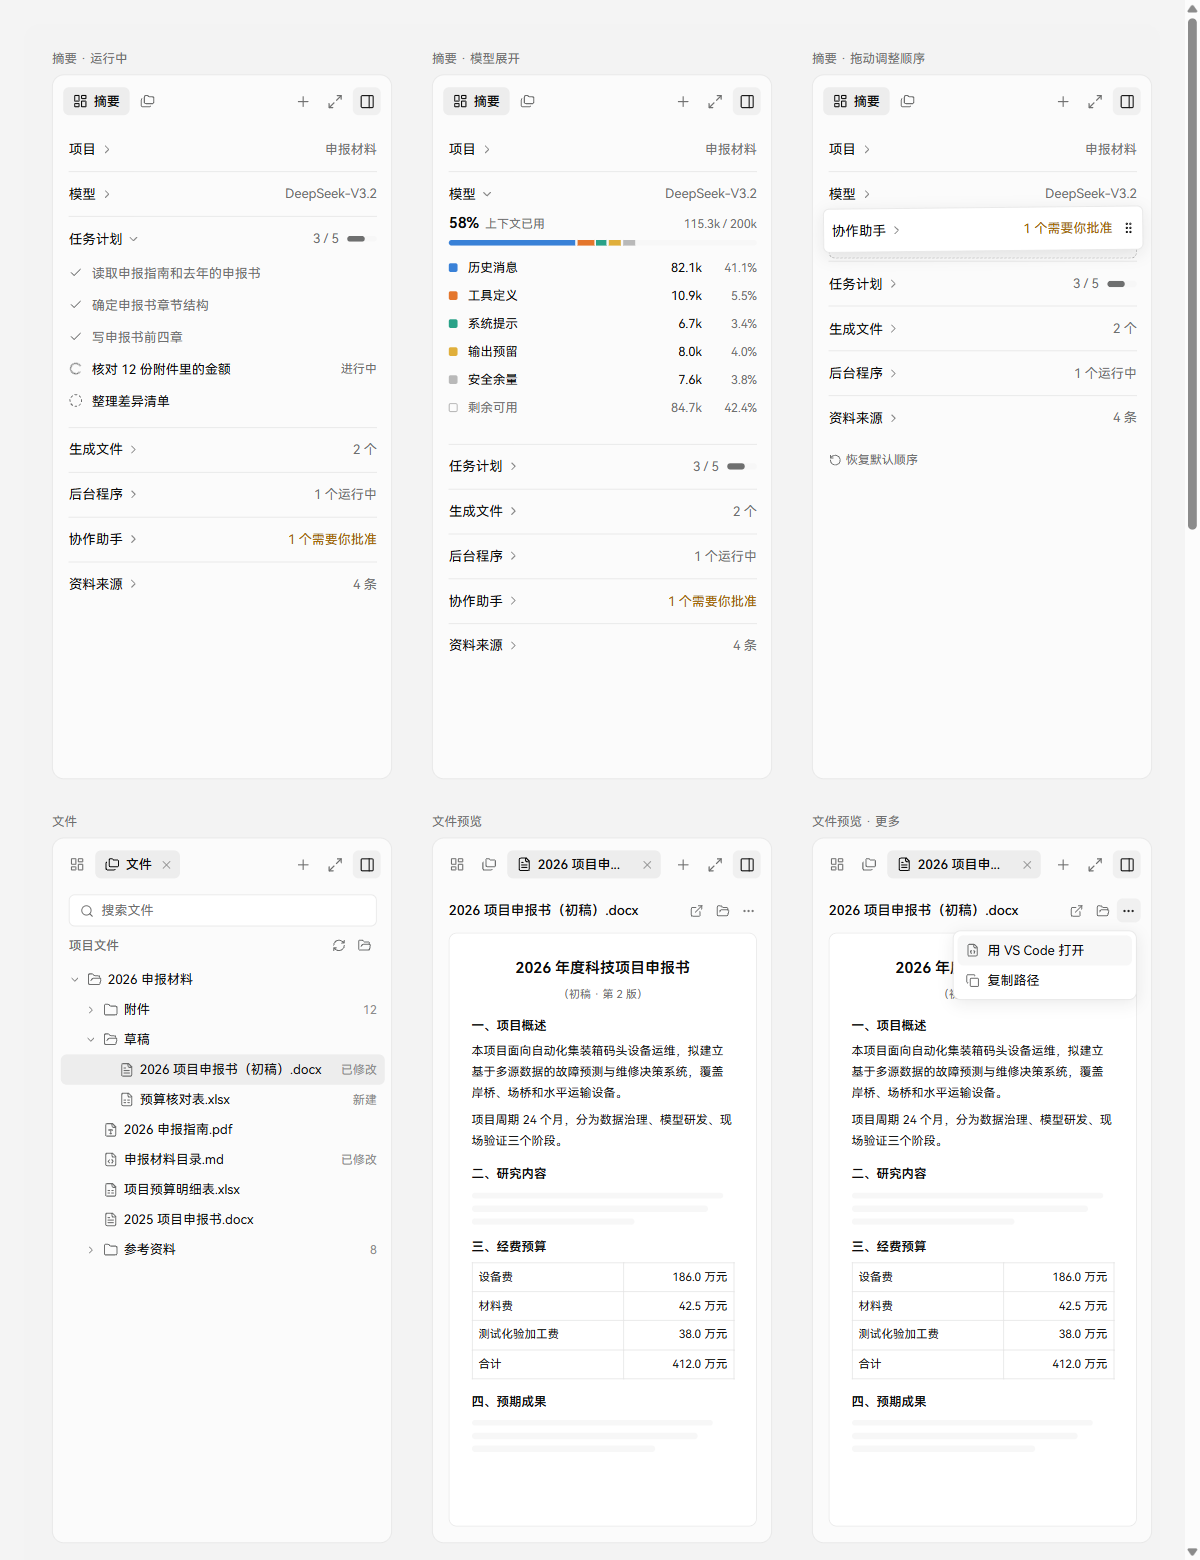 摘要 · 运行中
摘要
项目
申报材料
模型
DeepSeek-V3.2
任务计划
3 / 5
读取申报指南和去年的申报书
确定申报书章节结构
写申报书前四章
核对 12 份附件里的金额
进行中
整理差异清单
生成文件
2 个
后台程序
1 个运行中
协作助手
1 个需要你批准
资料来源
4 条
摘要 · 模型展开
摘要
项目
申报材料
模型
DeepSeek-V3.2
58% 上下文已用
115.3k / 200k
历史消息 82.1k 41.1%
工具定义 10.9k 5.5%
系统提示 6.7k 3.4%
输出预留 8.0k 4.0%
安全余量 7.6k 3.8%
剩余可用 84.7k 42.4%
任务计划
3 / 5
生成文件
2 个
后台程序
1 个运行中
协作助手
1 个需要你批准
资料来源
4 条
摘要 · 拖动调整顺序
摘要
项目
申报材料
模型
DeepSeek-V3.2
协作助手
1 个需要你批准
任务计划
3 / 5
生成文件
2 个
后台程序
1 个运行中
资料来源
4 条
恢复默认顺序
文件
文件
搜索文件
项目文件
2026 申报材料
附件
12
草稿
2026 项目申报书（初稿）.docx
已修改
预算核对表.xlsx
新建
2026 申报指南.pdf
申报材料目录.md
已修改
项目预算明细表.xlsx
2025 项目申报书.docx
参考资料
8
文件预览
2026 项目申...
2026 项目申报书（初稿）.docx
2026 年度科技项目申报书
（初稿 · 第 2 版）
一、项目概述
本项目面向自动化集装箱码头设备运维，拟建立
基于多源数据的故障预测与维修决策系统，覆盖
岸桥、场桥和水平运输设备。
项目周期 24 个月，分为数据治理、模型研发、现
场验证三个阶段。
二、研究内容
三、经费预算
设备费 186.0 万元
材料费 42.5 万元
测试化验加工费 38.0 万元
合计 412.0 万元
四、预期成果
文件预览 · 更多
2026 项目申...
2026 项目申报书（初稿）.docx
用 VS Code 打开
复制路径
2026 年
一、项目概述
本项目面向自动化集装箱码头设备运维，拟建立
基于多源数据的故障预测与维修决策系统，覆盖
岸桥、场桥和水平运输设备。
项目周期 24 个月，分为数据治理、模型研发、现
场验证三个阶段。
二、研究内容
三、经费预算
设备费 186.0 万元
材料费 42.5 万元
测试化验加工费 38.0 万元
合计 412.0 万元
四、预期成果